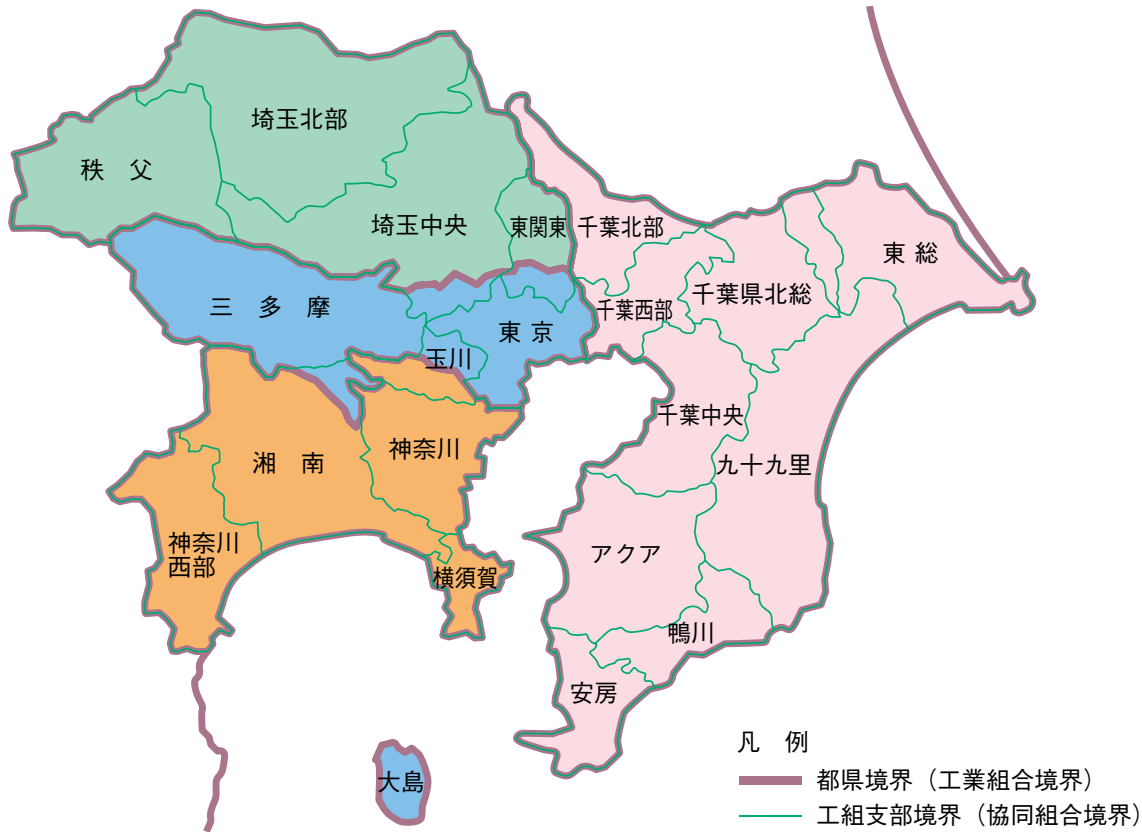 埼玉北部
秩 父
埼玉中央
東関東
千葉北部
東 総
三 多 摩
千葉県北総
千葉西部
東 京
玉川
千葉中央
神奈川
湘 南
九十九里
神奈川
西部
アクア
横須賀
鴨川
安房
大島
凡 例
都県境界（工業組合境界）
工組支部境界（協同組合境界）